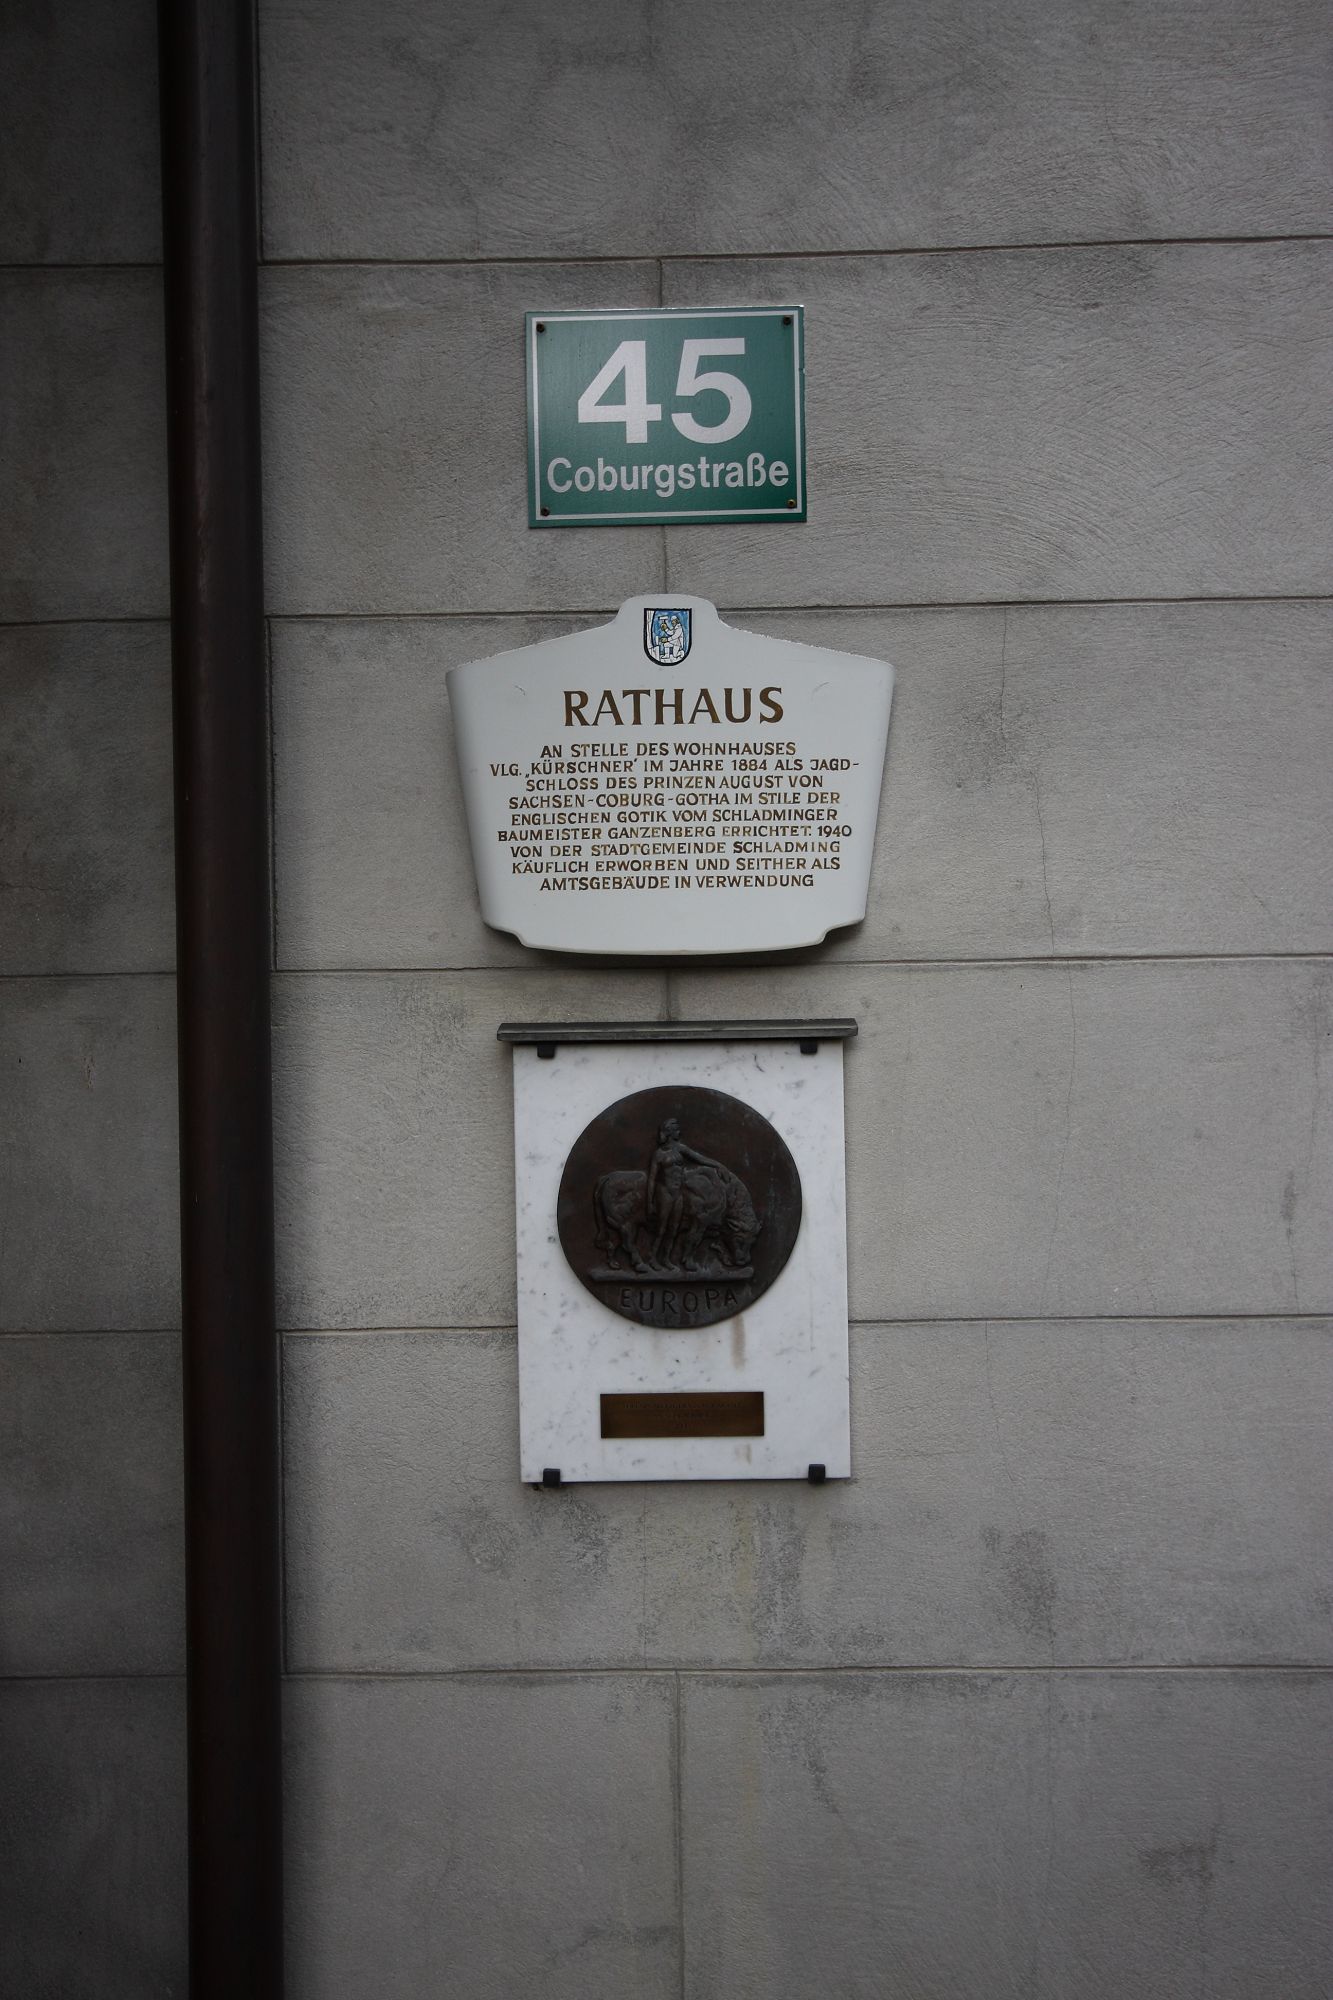 45
Coburgstraße
RATHAUS
AN STELLE DES WOHNHAUSES
VLG. „KÜRSCHNER" IM JAHRE 1884 ALS JAGD-
SCHLOSS DES PRINZEN AUGUST VON
SACHSEN-COBURG-GOTHA IM STILE DER
ENGLISCHEN GOTIK VOM SCHLADMINGER
BAUMEISTER GANZENBERG ERRICHTET. 1940
VON DER STADTGEMEINDE SCHLADMING
KÄUFLICH ERWORBEN UND SEITHER ALS
AMTSGEBÄUDE IN VERWENDUNG
EUROPA